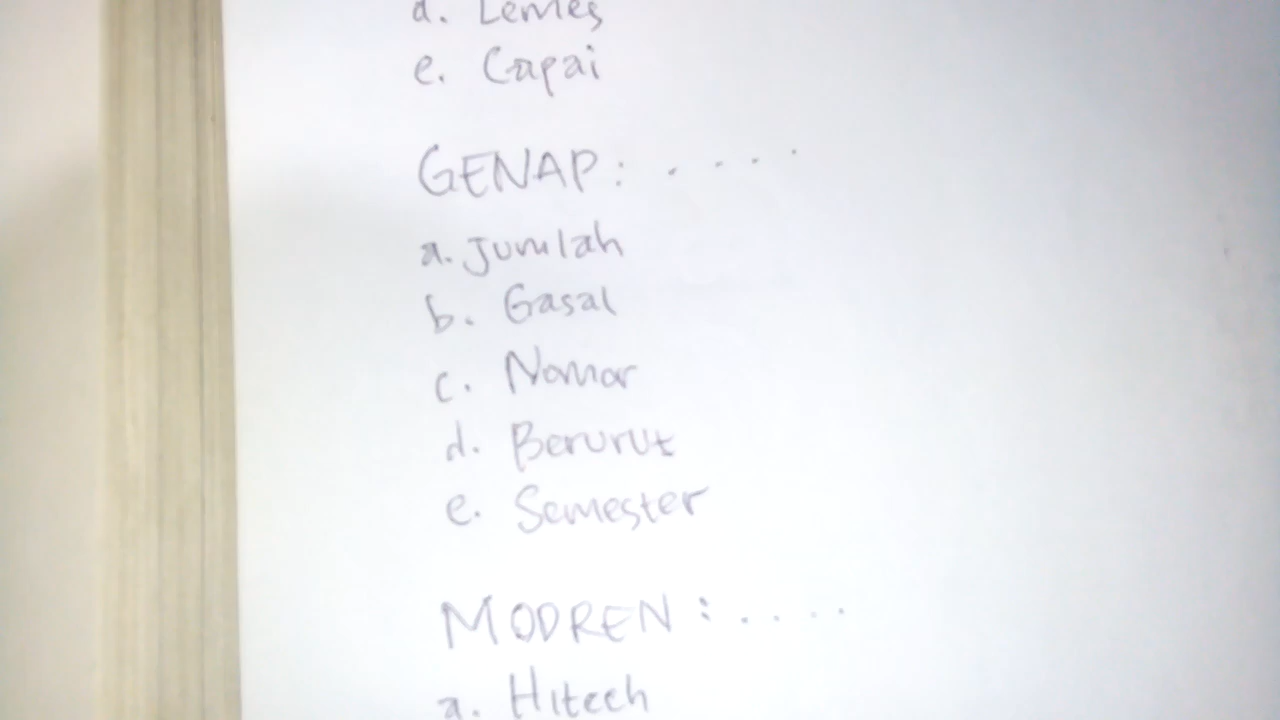 d. Lemes
e. Capai
GENAP: ....
a. Jumlah
b. Gasal
c. Nomor
d. Berurut
e. Semester
MODREN: ....
a. Hitech